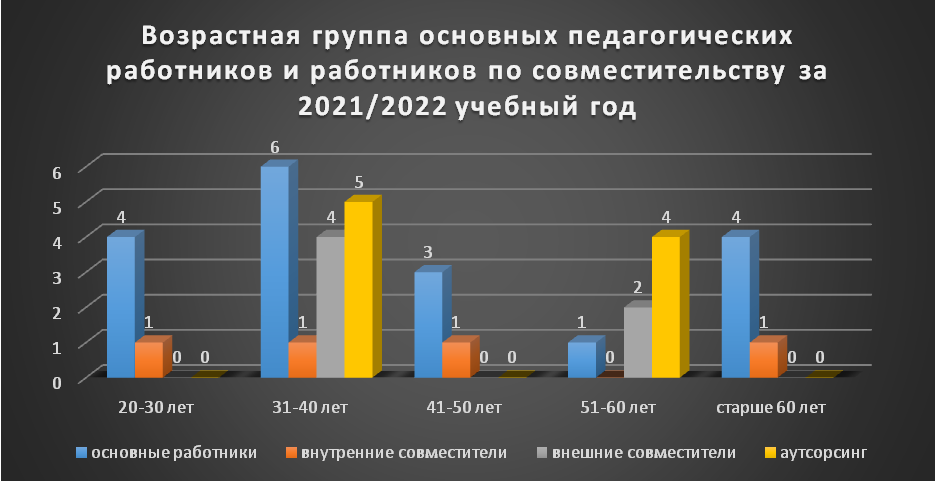 Возрастная группа основных педагогических
работников и работников по совместительству за
2021/2022 учебный год
6
5
4
3
2
1
0
4
1
0
0
6
1
4
5
3
1
0
0
1
0
2
4
4
1
0
0
20-30 лет
31-40 лет
41-50 лет
51-60 лет
старше 60 лет
основные работники
внутренние совместители
внешние совместители
аутсорсинг